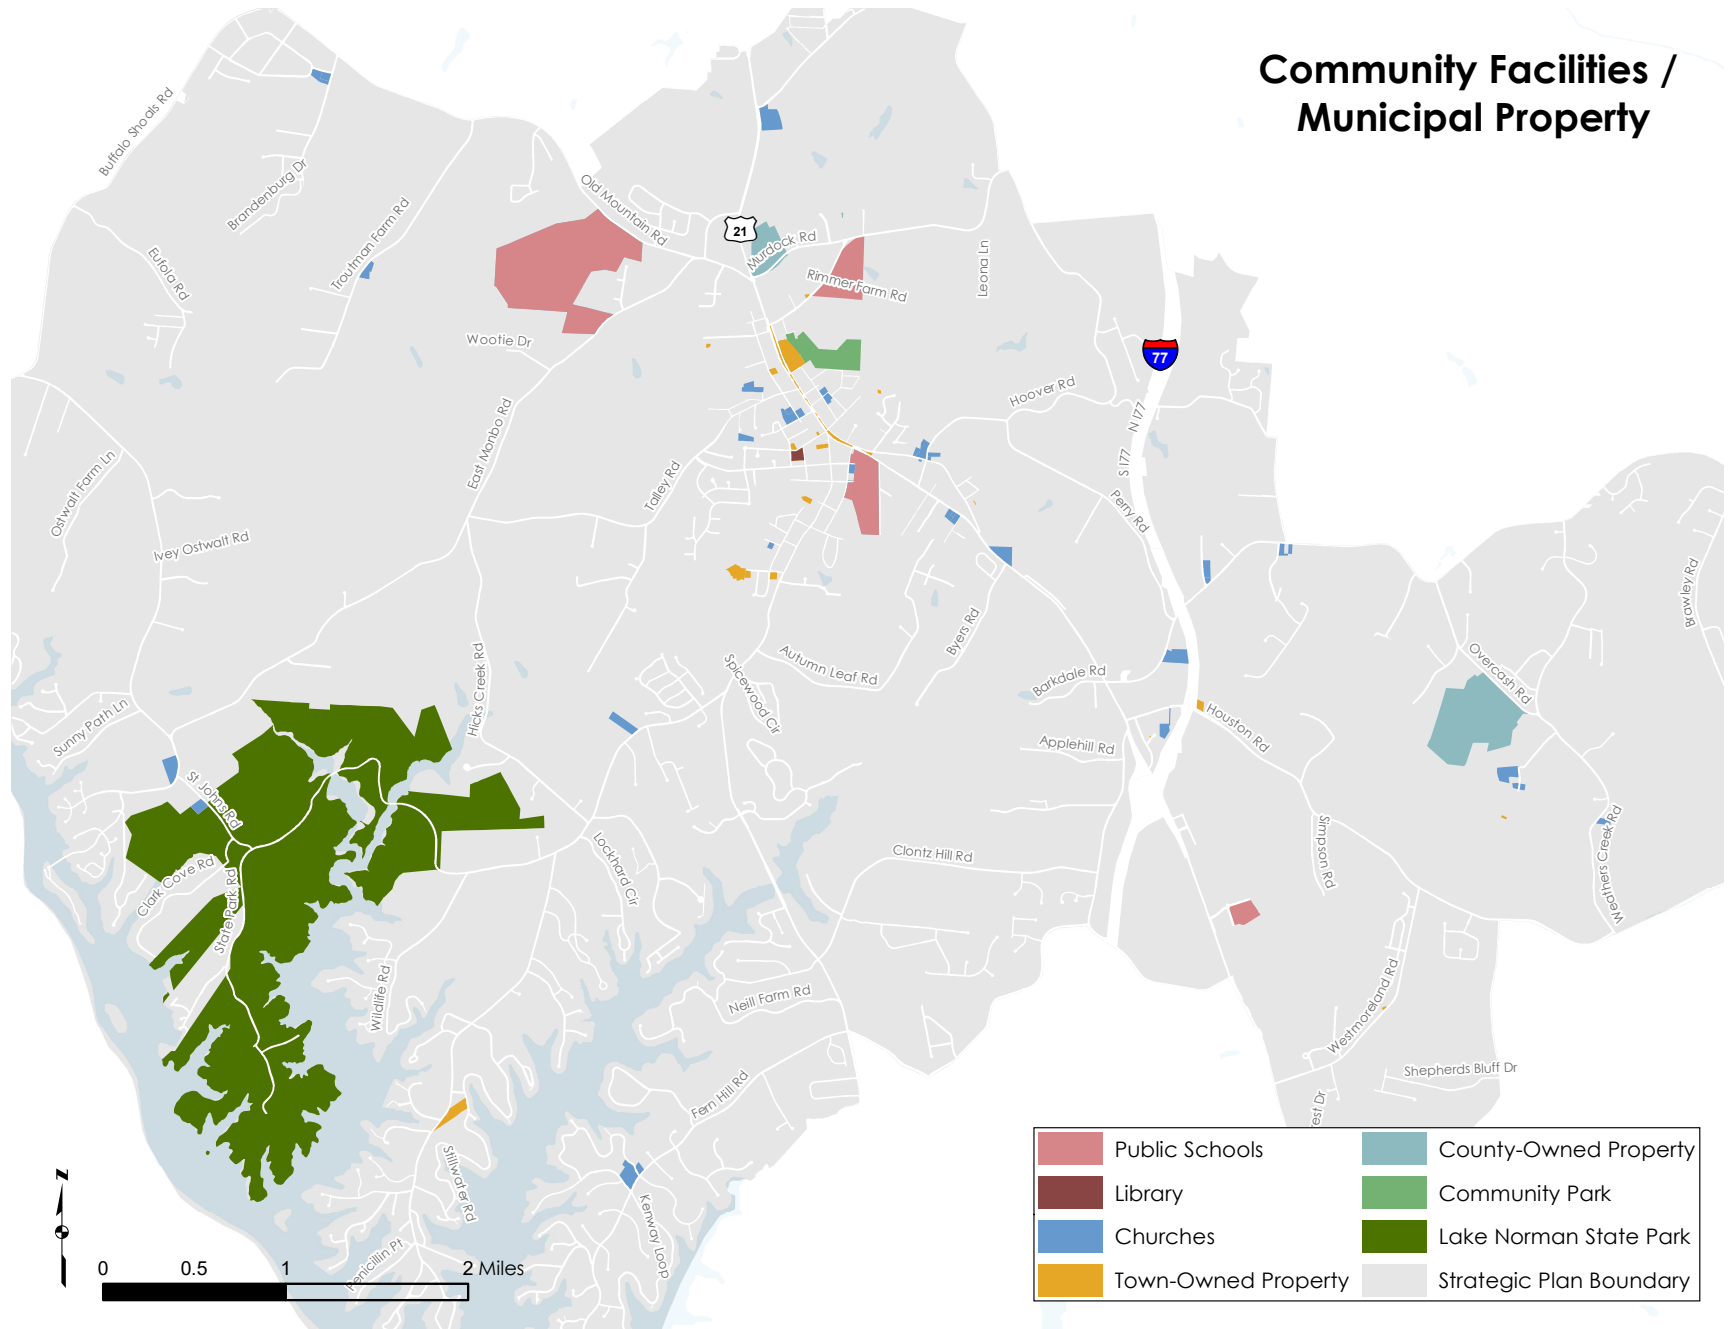 Community Facilities /
Municipal Property
Buffalo Shoals Rd
Brandenburg Dr
Troutman Farm Rd
Eufola Rd
Old Mountain Rd
21
Murdock Rd
Rimmer Farm Rd
Leona Ln
Wootie Dr
77
Hoover Rd
N I77
S I77
East Monbo Rd
Talley Rd
Perry Rd
Ostwalt Farm Ln
Ivey Ostwalt Rd
Brawley Rd
Byers Rd
Autumn Leaf Rd
Barkdale Rd
Overcash Rd
Hicks Creek Rd
Spicewood Cir
Sunny Path Ln
Houston Rd
Applehill Rd
St Johns Rd
Simpson Rd
Weathers Creek Rd
Lockhard Cir
Clontz Hill Rd
Clark Cove Rd
State Park Rd
Wildlife Rd
Neill Farm Rd
Westmoreland Rd
Shepherds Bluff Dr
Fern Hill Rd
est Dr
Stillwater Rd
Kenway Loop
Penicillin Pt
N
0 0.5 1 2 Miles
Public Schools
Library
Churches
Town-Owned Property
County-Owned Property
Community Park
Lake Norman State Park
Strategic Plan Boundary